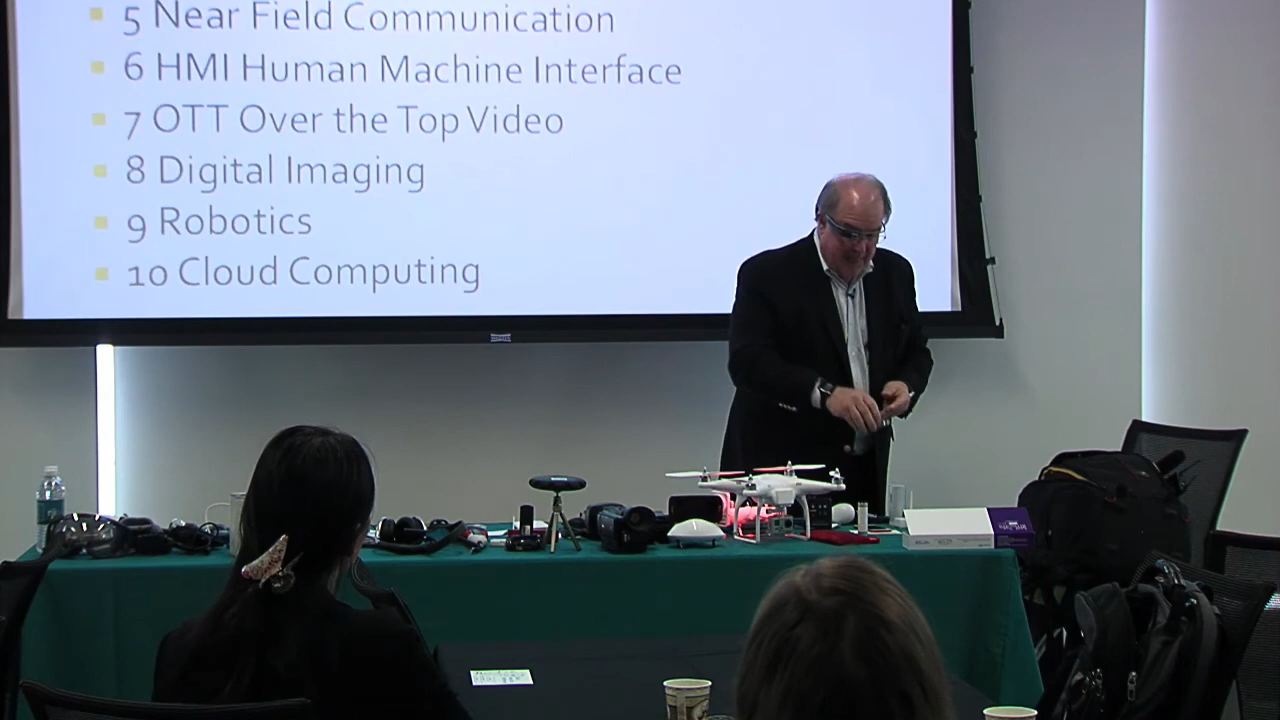 5 Near Field Communication
6 HMI Human Machine Interface
7 OTT Over the Top Video
8 Digital Imaging
9 Robotics
10 Cloud Computing